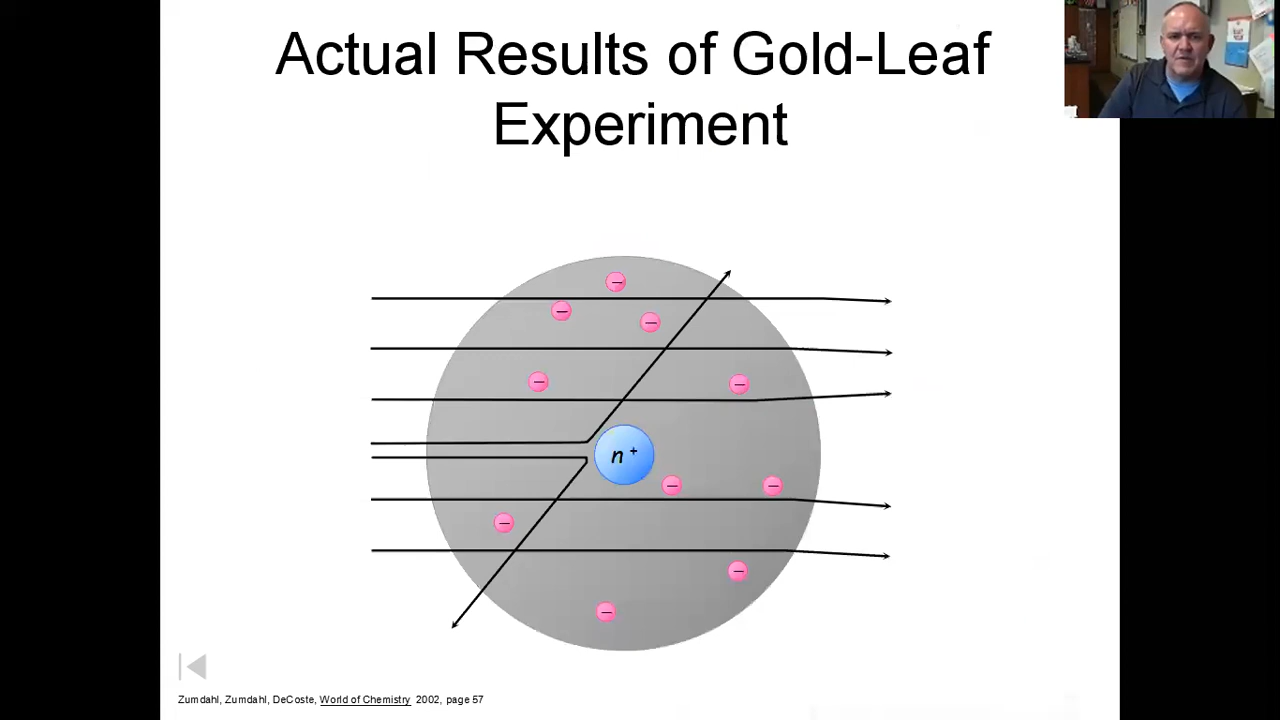 Actual Results of Gold-Leaf
Experiment
n +
Zumdahl, Zumdahl, DeCoste, World of Chemistry 2002, page 57